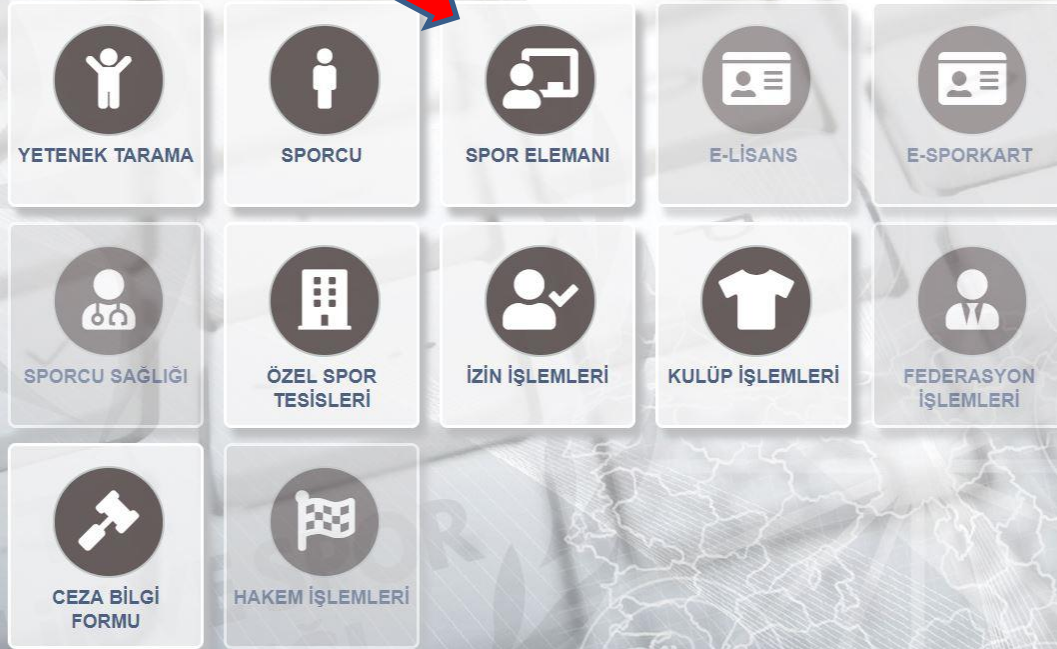 YETENEK TARAMA
SPORCU
SPOR ELEMANI
E-LİSANS
E-SPORKART
SPORCU SAĞLIĞI
ÖZEL SPOR
TESİSLERİ
İZİN İŞLEMLERİ
KULÜP İŞLEMLERİ
FEDERASYON
İŞLEMLERİ
CEZA BİLGİ
FORMU
HAKEM İŞLEMLERİ